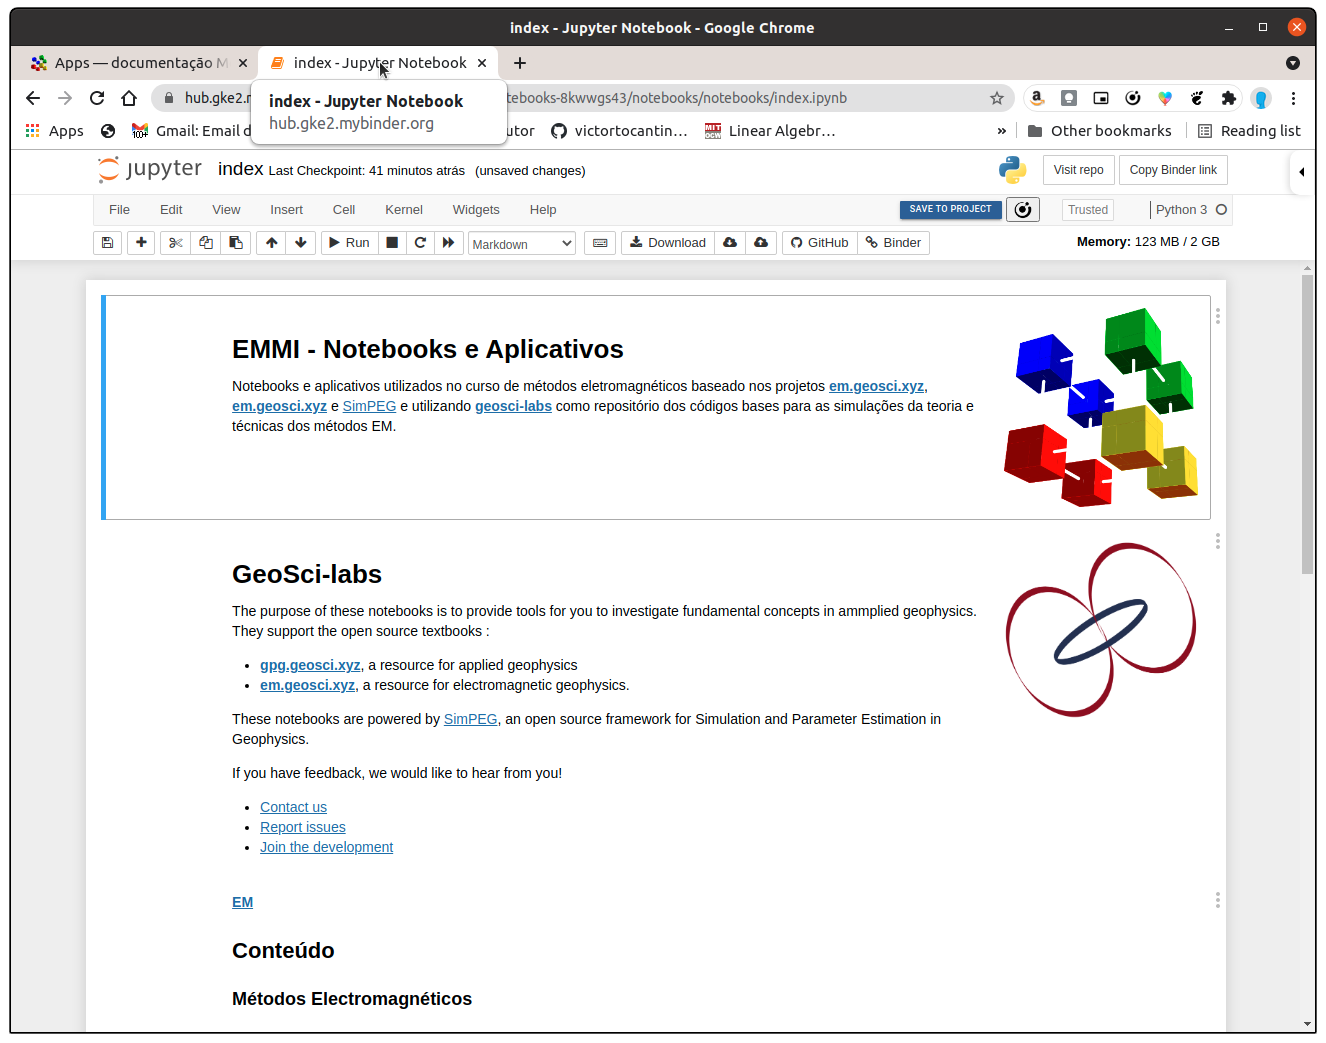 index - Jupyter Notebook - Google Chrome
Apps — documentação M
index - Jupyter Notebook
hub.gke2.r
tebooks-8kwwgs43/notebooks/notebooks/index.ipynb
index - Jupyter Notebook
hub.gke2.mybinder.org
Apps
Gmail: Email d
utor
victortocantin...
MIT OCW
Linear Algebr...
»
Other bookmarks
Reading list
100+
jupyter index Last Checkpoint: 41 minutos atrás (unsaved changes)
Visit repo
Copy Binder link
File Edit View Insert Cell Kernel Widgets Help
SAVE TO PROJECT
Trusted
Python 3
Run
Markdown
Download
GitHub
Binder
Memory: 123 MB / 2 GB
EMMI - Notebooks e Aplicativos
Notebooks e aplicativos utilizados no curso de métodos eletromagnéticos baseado nos projetos em.geosci.xyz,
em.geosci.xyz e SimPEG e utilizando geosci-labs como repositório dos códigos bases para as simulações da teoria e
técnicas dos métodos EM.
GeoSci-labs
The purpose of these notebooks is to provide tools for you to investigate fundamental concepts in ammplied geophysics.
They support the open source textbooks :
• gpg.geosci.xyz, a resource for applied geophysics
• em.geosci.xyz, a resource for electromagnetic geophysics.
These notebooks are powered by SimPEG, an open source framework for Simulation and Parameter Estimation in
Geophysics.
If you have feedback, we would like to hear from you!
• Contact us
• Report issues
• Join the development
EM
Conteúdo
Métodos Electromagnéticos